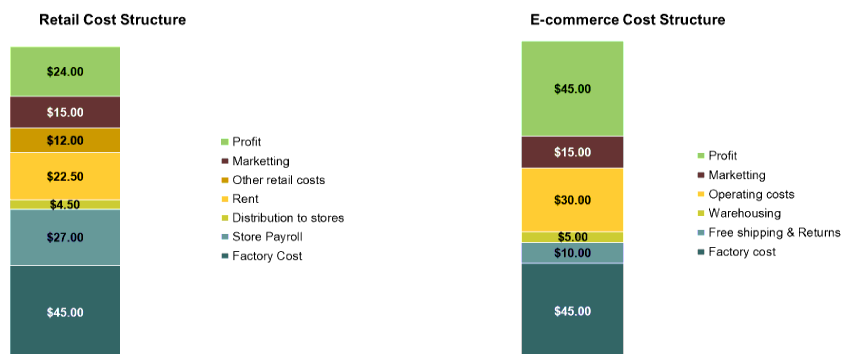 Retail Cost Structure
$24.00
$15.00
$12.00
$22.50
$4.50
$27.00
$45.00
Profit
Marketting
Other retail costs
Rent
Distribution to stores
Store Payroll
Factory Cost
E-commerce Cost Structure
$45.00
$15.00
$30.00
$5.00
$10.00
$45.00
Profit
Marketting
Operating costs
Warehousing
Free shipping & Returns
Factory cost